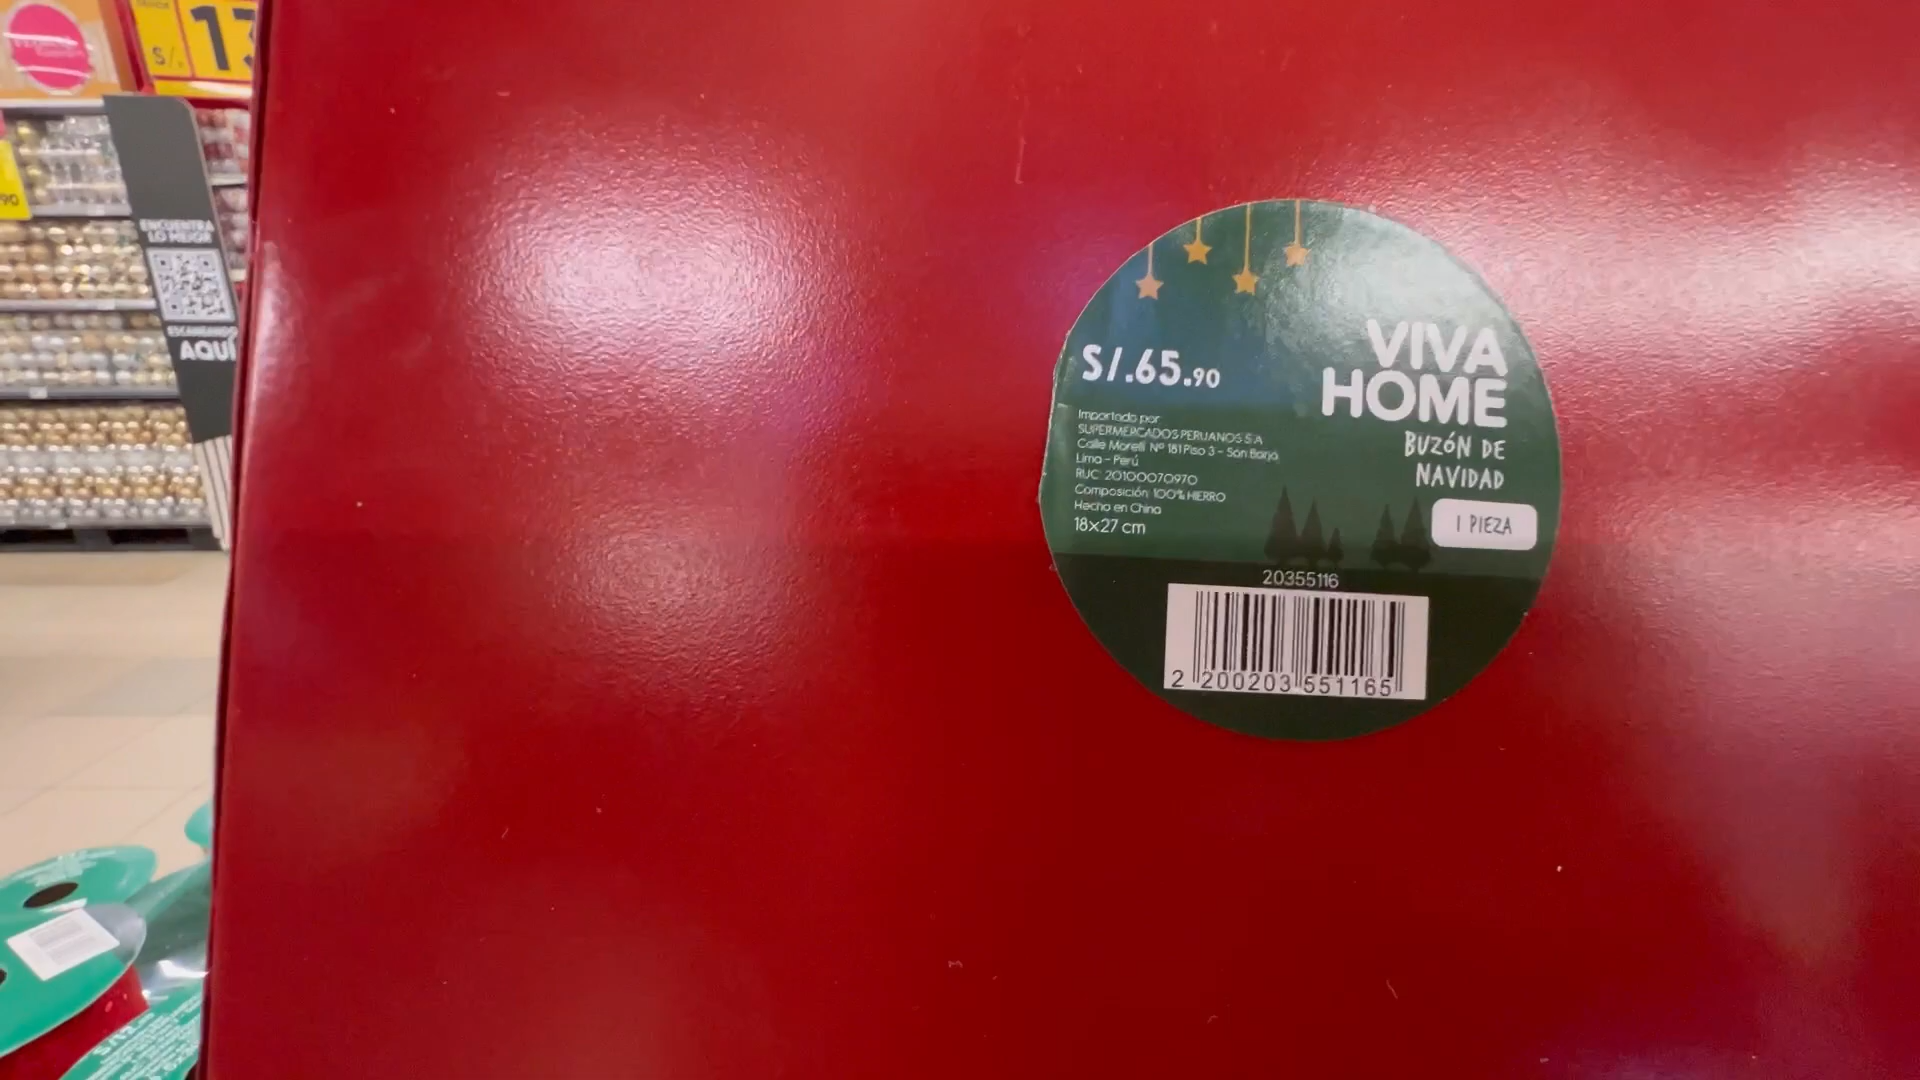 S/. 13
90
ENCUENTRA
LO MEJOR
ESCANEANDO
AQUÍ
S/.65.90
VIVA
HOME
BUZÓN DE
NAVIDAD
1 PIEZA
Importado por
SUPERMERCADOS PERUANOS S.A
Calle Morelli Nº 181 Piso 3 - San Borja
Lima - Perú
RUC: 20100070970
Composición: 100% HIERRO
Hecho en China
18x27 cm
20355116
2 200203 551165